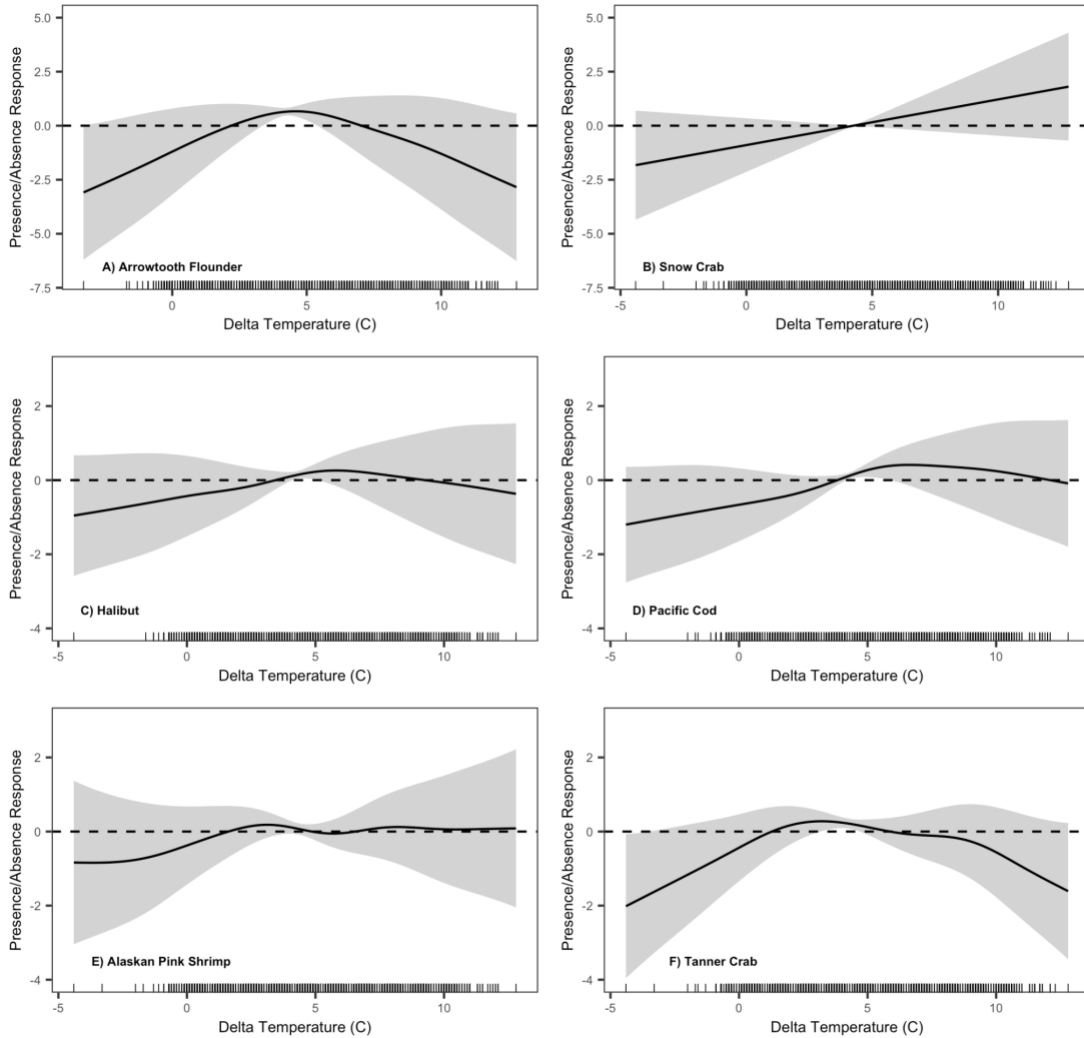 Presence/Absence Response
5.0
2.5
0.0
-2.5
-5.0
-7.5
A) Arrowtooth Flounder
0 5 10
Delta Temperature (C)
Presence/Absence Response
5.0
2.5
0.0
-2.5
-5.0
-7.5
B) Snow Crab
-5 0 5 10
Delta Temperature (C)
Presence/Absence Response
2
0
-2
-4
C) Halibut
-5 0 5 10
Delta Temperature (C)
Presence/Absence Response
2
0
-2
-4
D) Pacific Cod
-5 0 5 10
Delta Temperature (C)
Presence/Absence Response
2
0
-2
-4
E) Alaskan Pink Shrimp
-5 0 5 10
Delta Temperature (C)
Presence/Absence Response
2
0
-2
-4
F) Tanner Crab
-5 0 5 10
Delta Temperature (C)